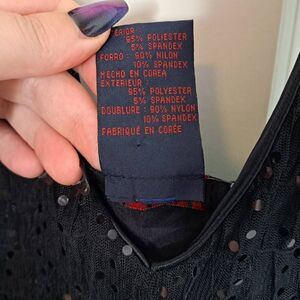 ERIOR
95% POLIESTER
5% SPANDEX
FORRO : 90% NILON
10% SPANDEX
HECHO EN COREA
EXTERIEUR :
95% POLYESTER
5% SPANDEX
DOUBLURE : 90% NYLON
10% SPANDEX
FABRIQUÉ EN CORÉE